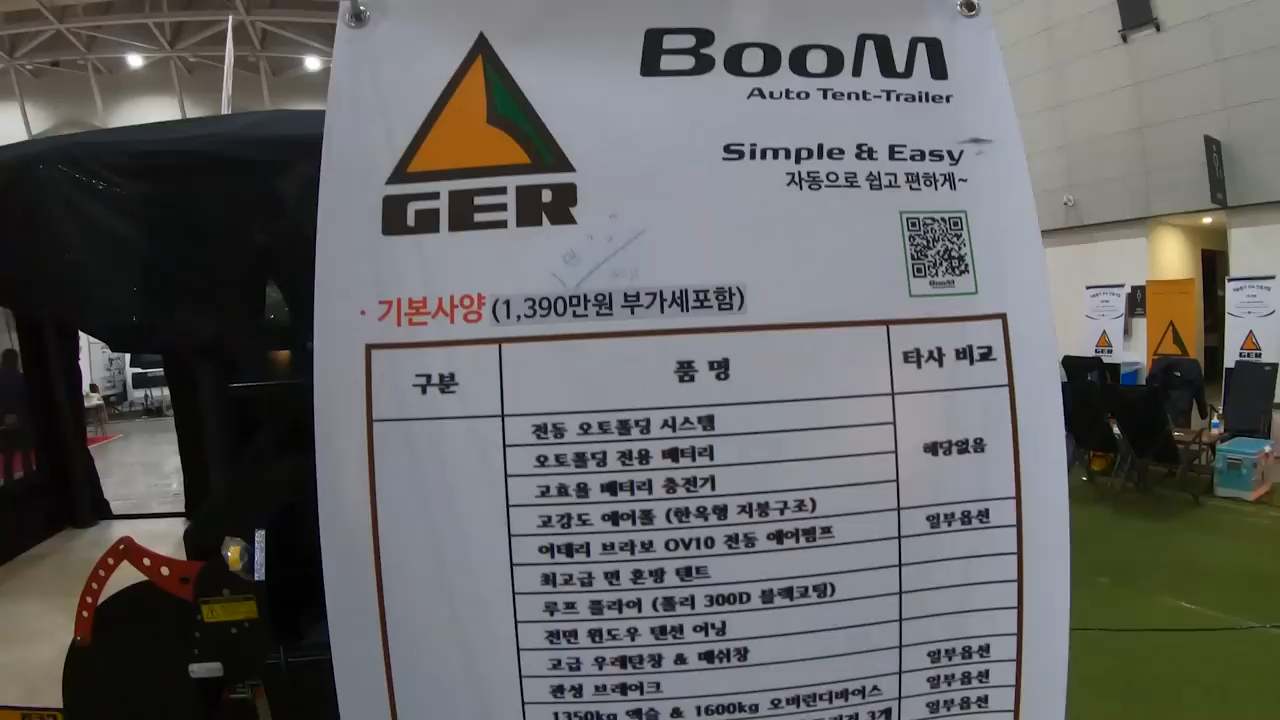 BooM
Auto Tent-Trailer
GER
Simple & Easy
자동으로 쉽고 편하게~
BooM
· 기본사양 (1,390만원 부가세포함)
구분 품 명 타사 비교
전동 오토폴딩 시스템
오토폴딩 전용 배터리 해당없음
고효율 배터리 충전기
고강도 에어폴 (한옥형 지붕구조) 일부옵션
어데리 브라보 OV10 전동 에어펌프
최고급 면 혼방 텐트
루프 플라이 (폴리 300D 블랙코팅)
전면 윈도우 텐션 어닝
고급 우레탄창 & 매쉬창 일부옵션
관성 브레이크 일부옵션
1350kg 액슬 & 1600kg 오버런디바이스 일부옵션
3개
GER
GER